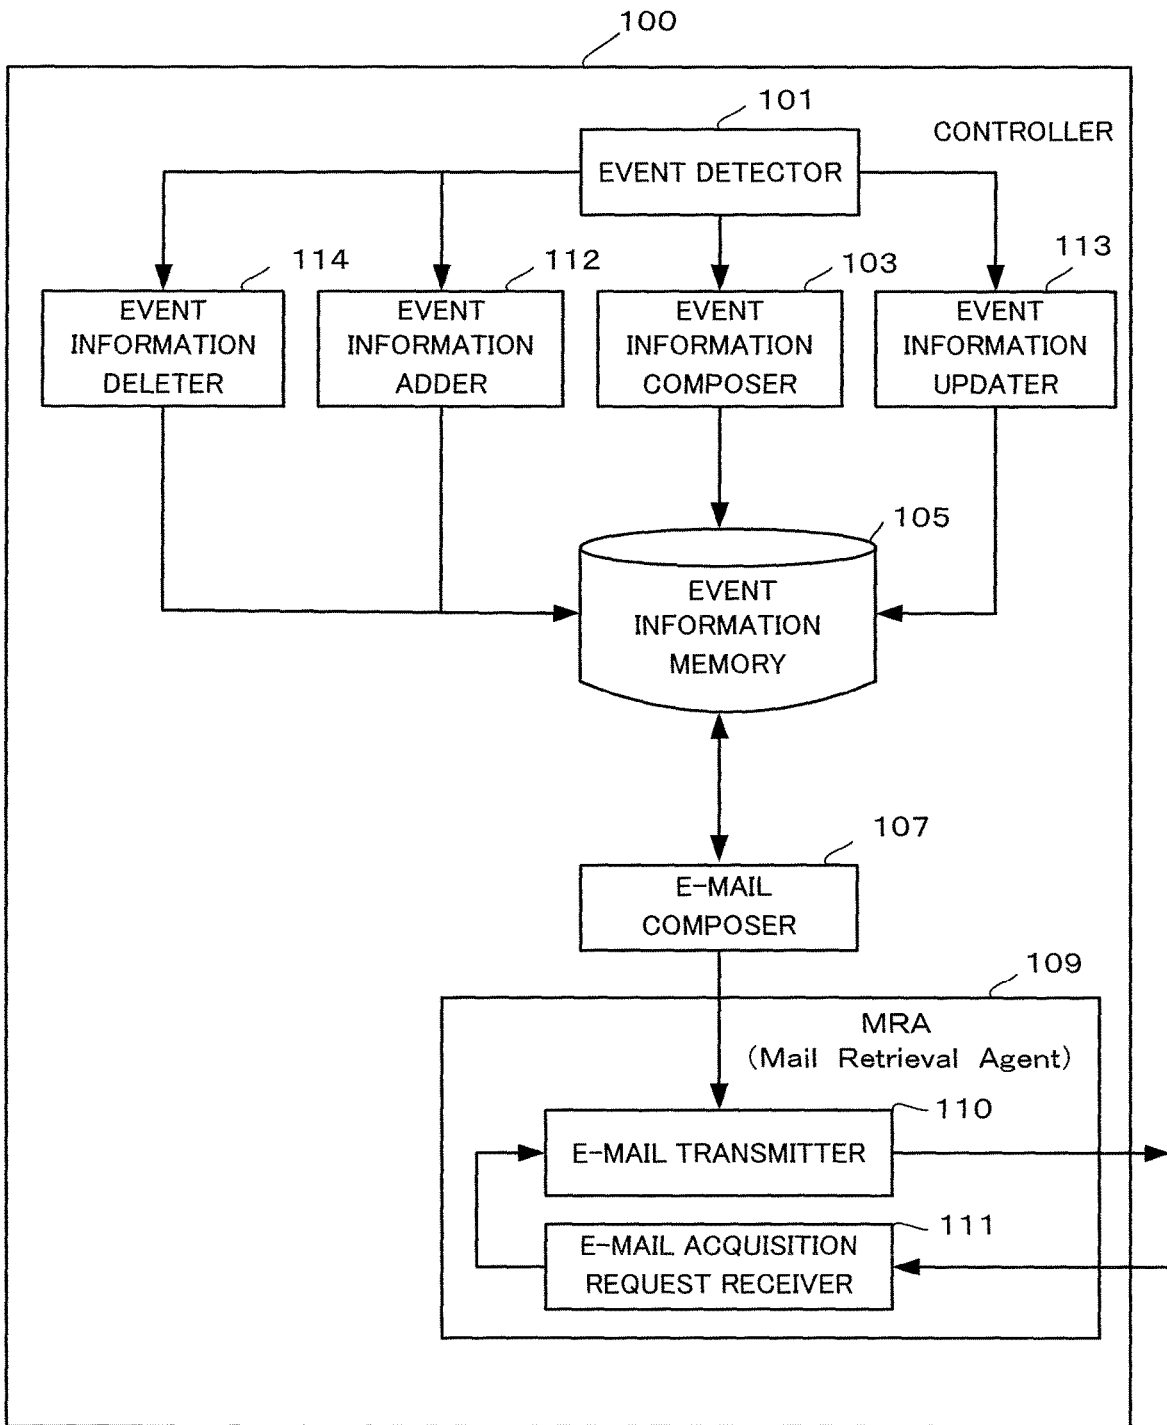 100
101
CONTROLLER
EVENT DETECTOR
114
112
103
113
EVENT
INFORMATION
DELETER
EVENT
INFORMATION
ADDER
EVENT
INFORMATION
COMPOSER
EVENT
INFORMATION
UPDATER
105
EVENT
INFORMATION
MEMORY
107
E-MAIL
COMPOSER
109
MRA
(Mail Retrieval Agent)
110
E-MAIL TRANSMITTER
111
E-MAIL ACQUISITION
REQUEST RECEIVER